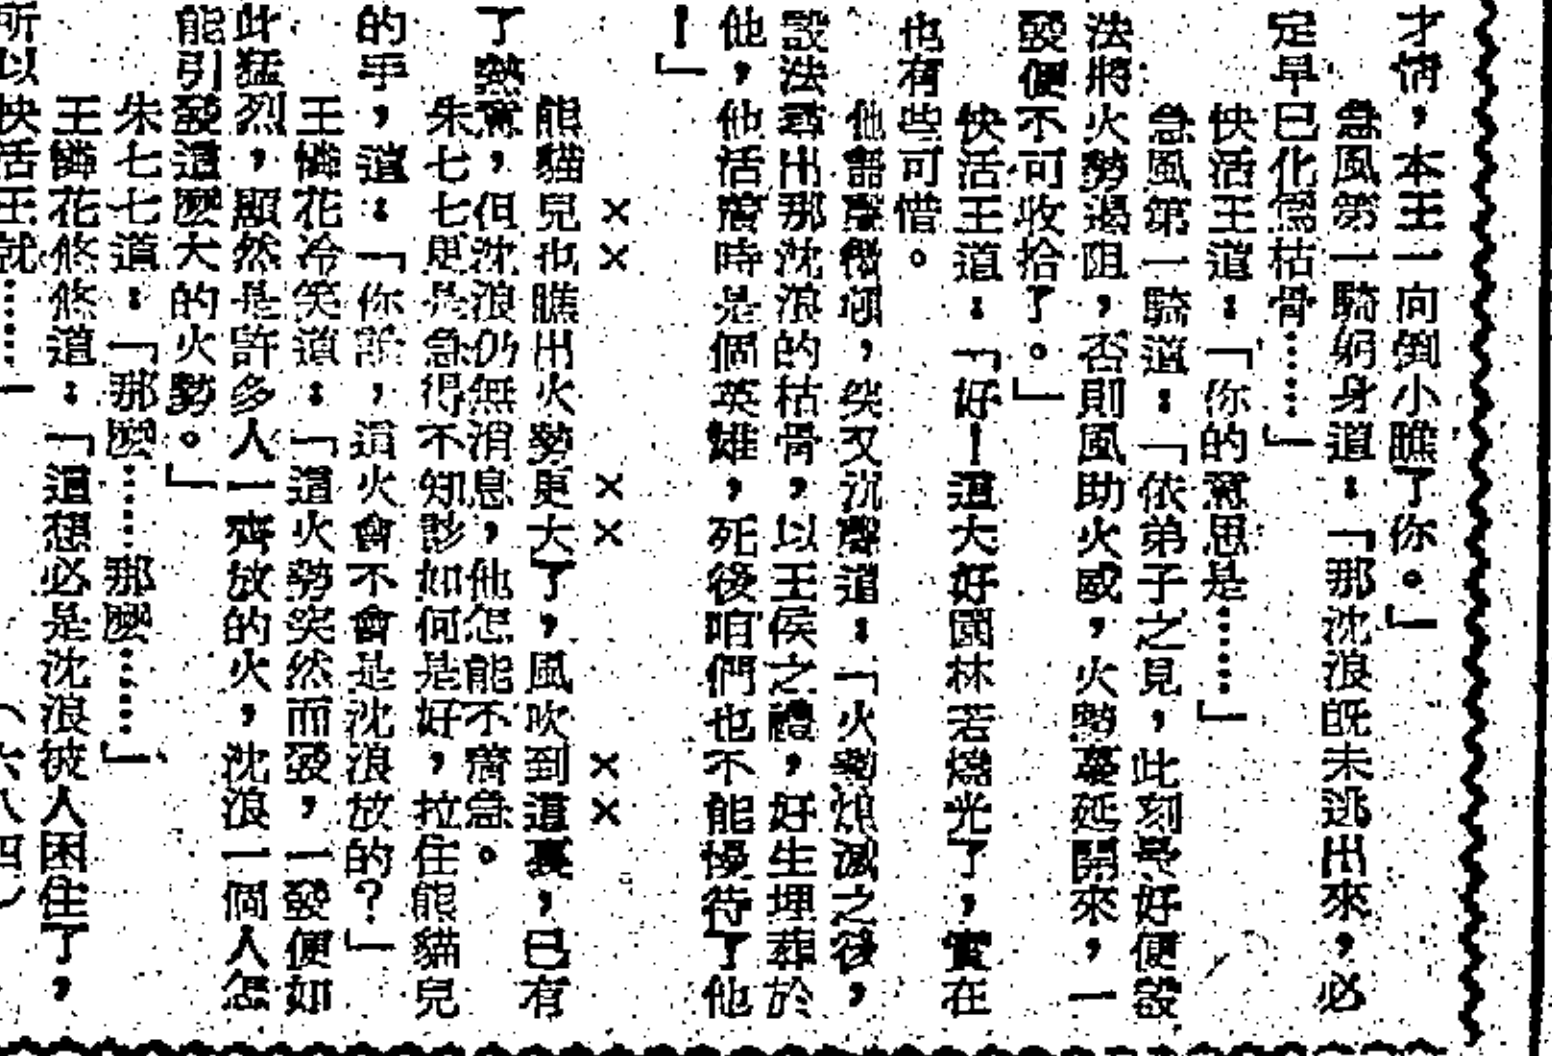 才情，本王一向倒小瞧了你。」
急風第一騎躬身道：「那沈浪既未逃出來，必
定早已化為枯骨……」
快活王道：「你的意思是……」
急風第一騎道：「依弟子之見，此刻最好便設
法將火勢遏阻，否則風助火威，火勢蔓延開來，一
發便不可收拾了。」
快活王道：「好！這大好園林若燒光了，實在
也有些可惜。
他語聲微頓，突又沉聲道：「火勢熄滅之後，
設法尋出那沈浪的枯骨，以王侯之禮，好生埋葬於
他，他活着時是個英雄，死後咱們也不能慢待了他
！」
××　××　××
熊貓兒也瞧出火勢更大了，風吹到這裏，已有
了熱意，但沈浪仍無消息，他怎能不着急。
朱七七更是急得不知該如何是好，拉住熊貓兒
的手，道：「你說，這火會不會是沈浪放的？」
王憐花冷笑道：「這火勢突然而發，一發便如
此猛烈，顯然是許多人一齊放的火，沈浪一個人怎
能引發這麼大的火勢。」
朱七七道：「那麼……那麼……」
王憐花悠悠道：「這想必是沈浪被人困住了，
所以快活王就……」（六八四）